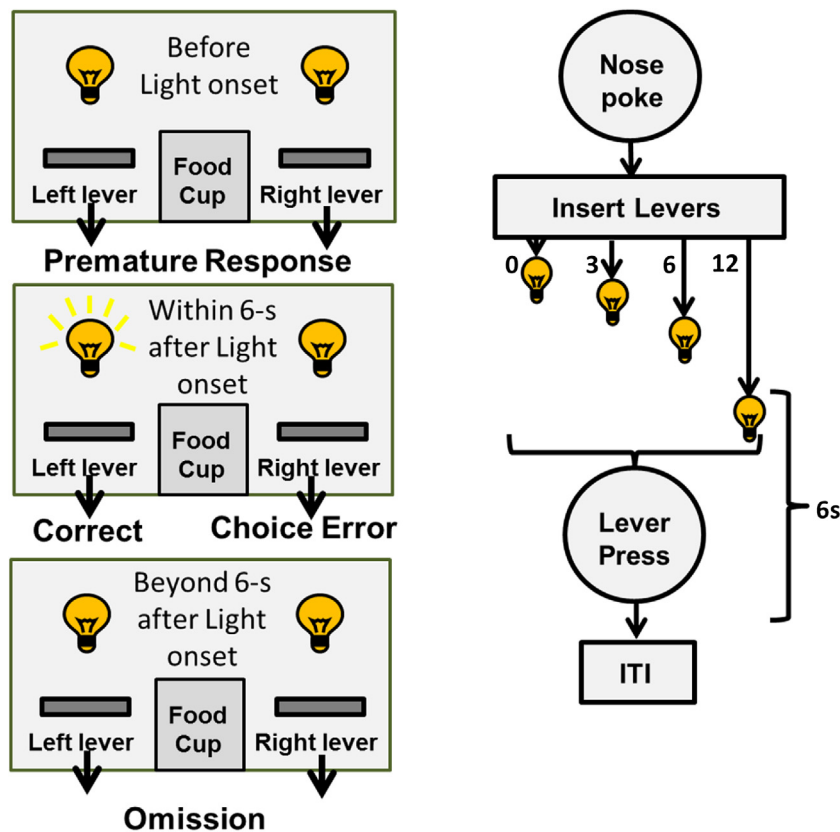 Before
Light onset
Food
Cup
Left lever
Right lever
Premature Response
Within 6-s
after Light
onset
Food
Cup
Left lever
Right lever
Correct
Choice Error
Beyond 6-s
after Light
onset
Food
Cup
Left lever
Right lever
Omission
Nose
poke
Insert Levers
0
3
6
12
Lever
Press
6s
ITI